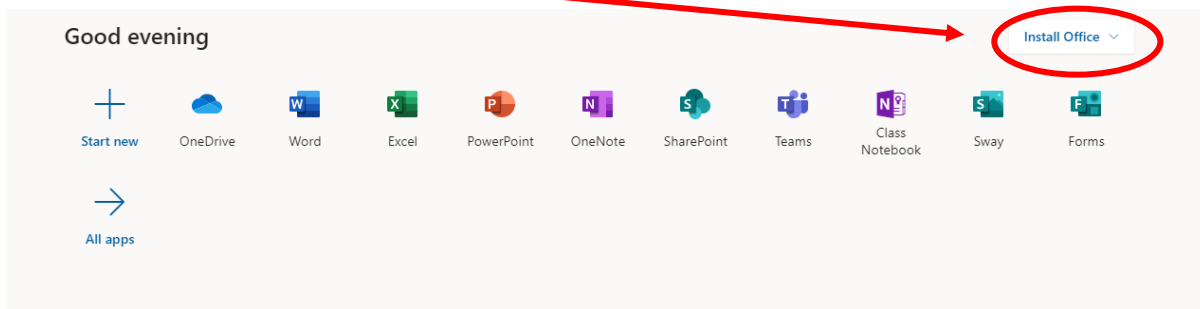 Good evening
Install Office
Start new
OneDrive
Word
Excel
PowerPoint
OneNote
SharePoint
Teams
Class
Notebook
Sway
Forms
All apps